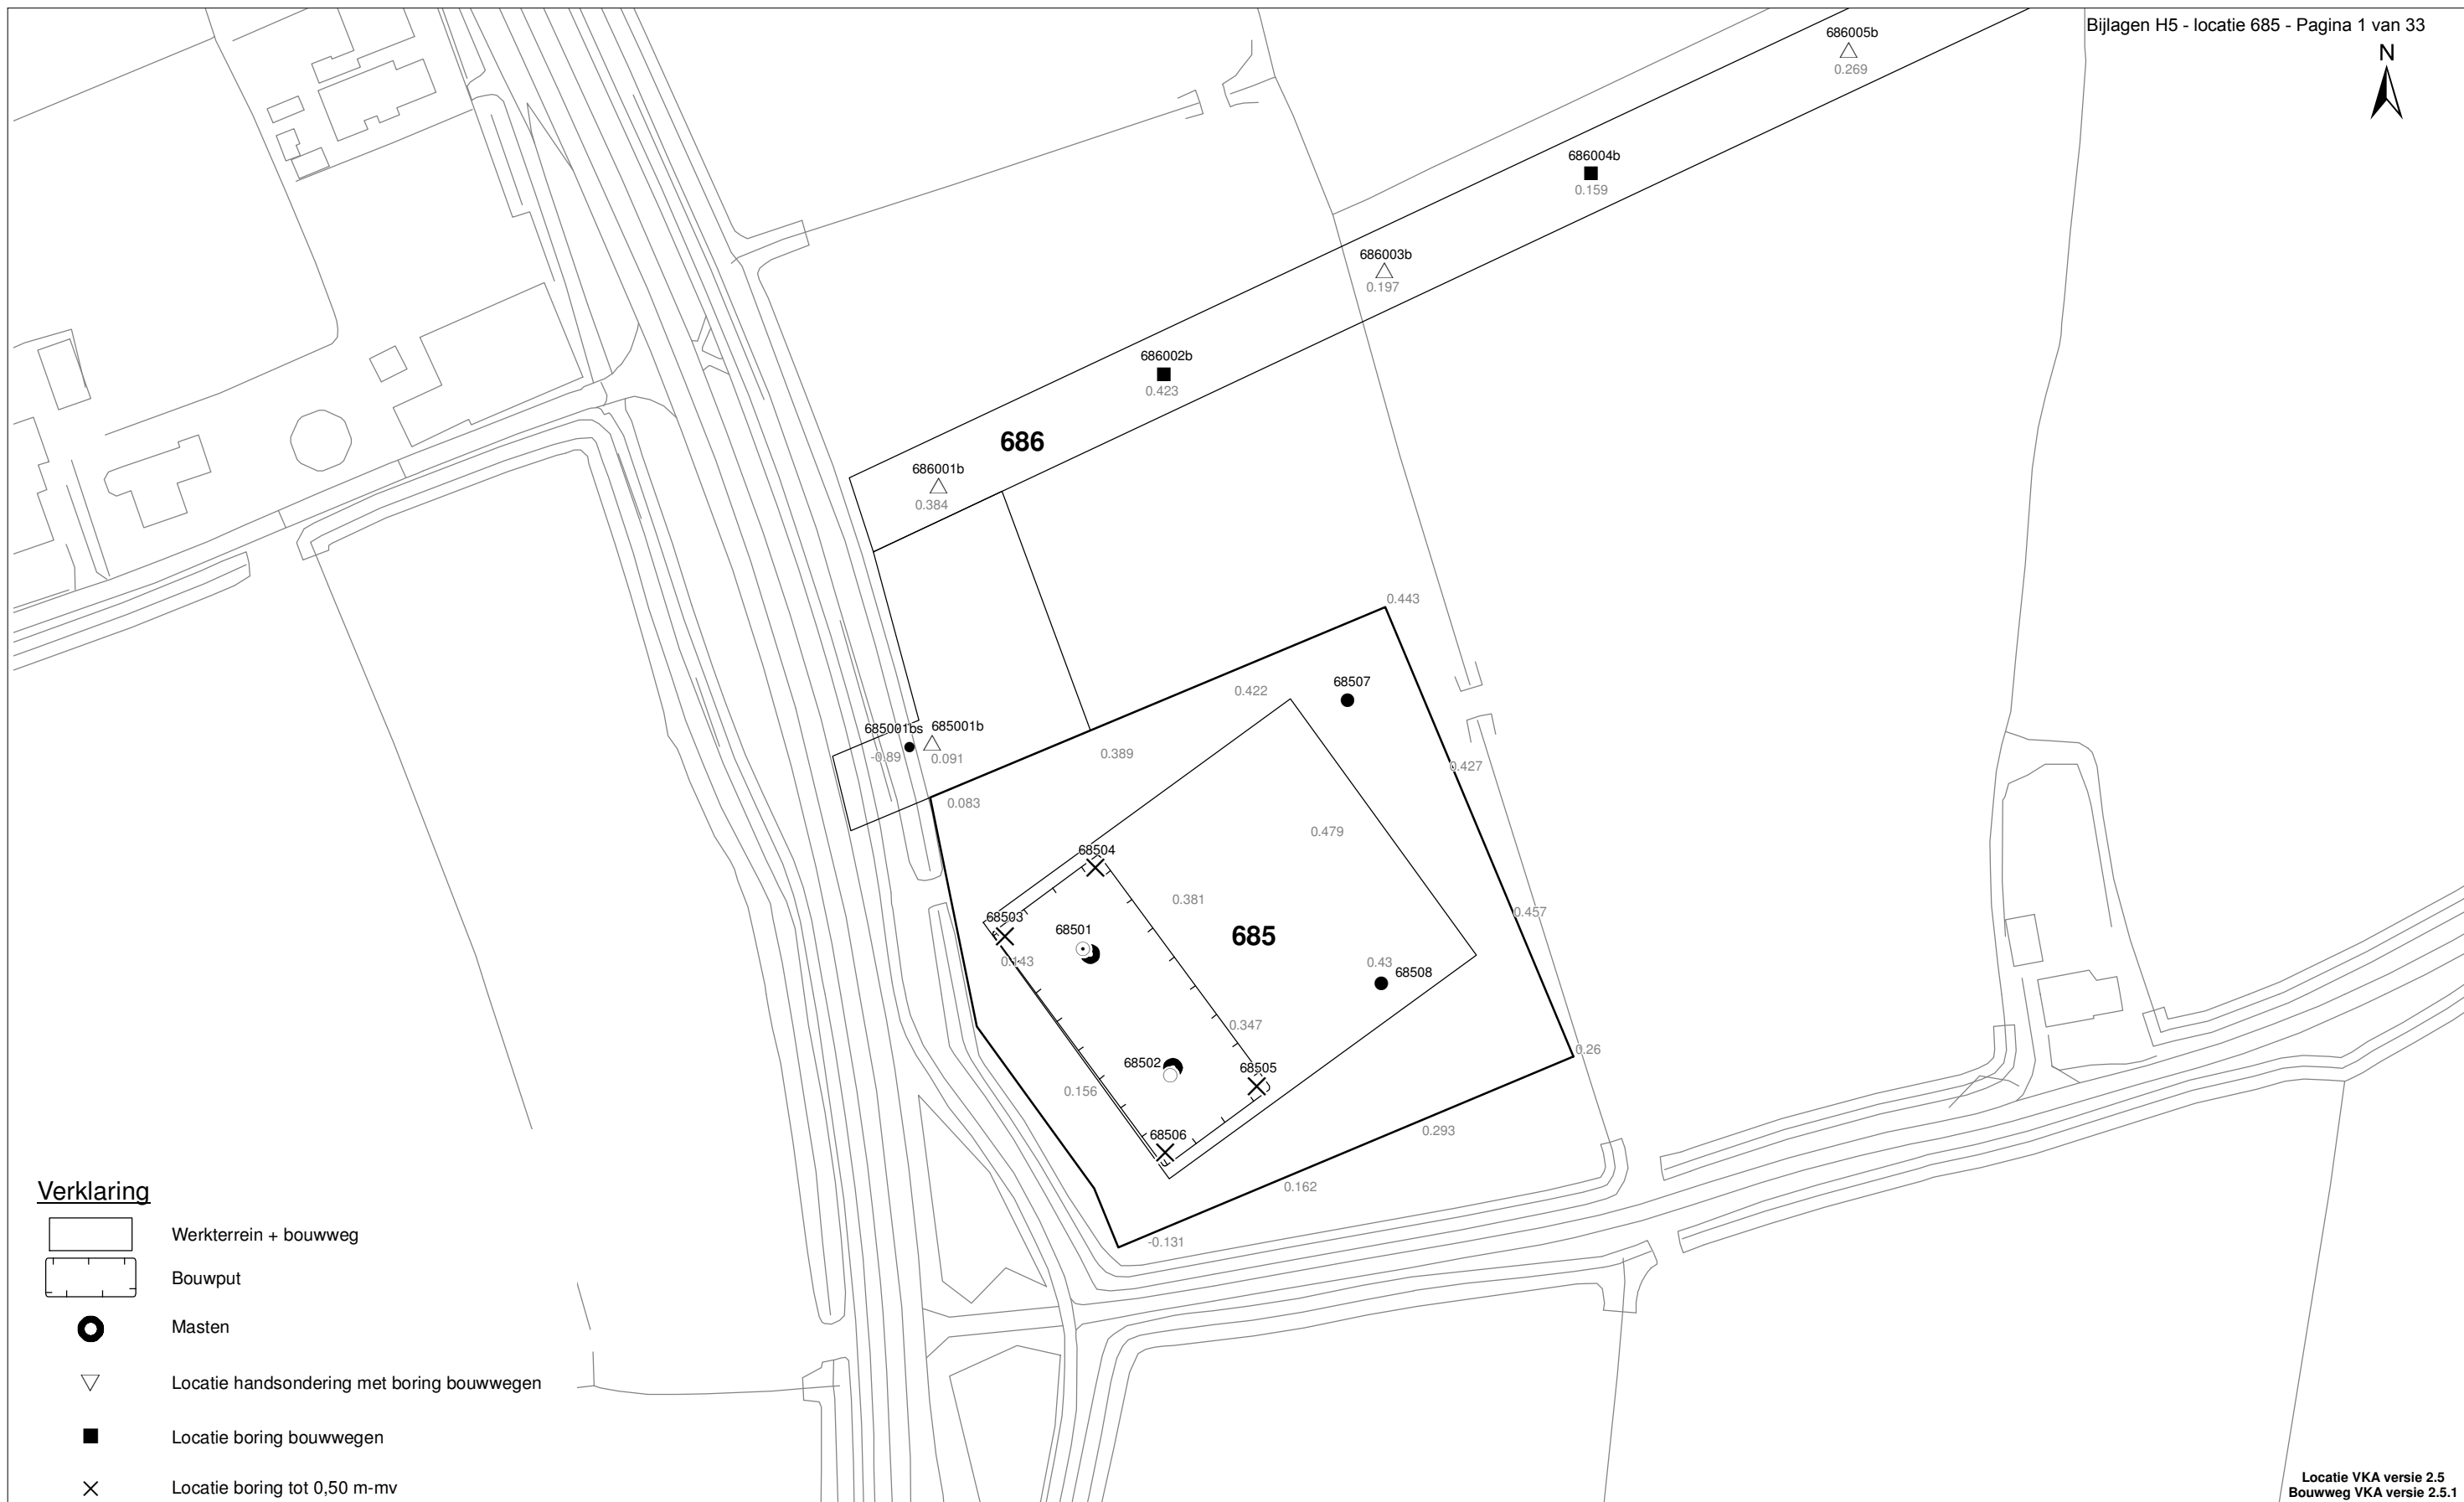 Bijlagen H5 - locatie 685 - Pagina 1 van 33
N
686005b
0.269
686004b
0.159
686003b
0.197
686002b
0.423
686
686001b
0.384
0.443
68507
0.422
685001bs
685001b
-0.89
0.091
0.389
0.427
0.083
0.479
68504
0.381
0.457
68503
68501
685
0.143
0.43
68508
0.347
0.26
68502
68505
0.156
68506
0.293
0.162
-0.131
Verklaring
Werkterrein + bouwweg
Bouwput
Masten
Locatie handsondering met boring bouwwegen
Locatie boring bouwwegen
Locatie boring tot 0,50 m-mv
Locatie VKA versie 2.5
Bouwweg VKA versie 2.5.1